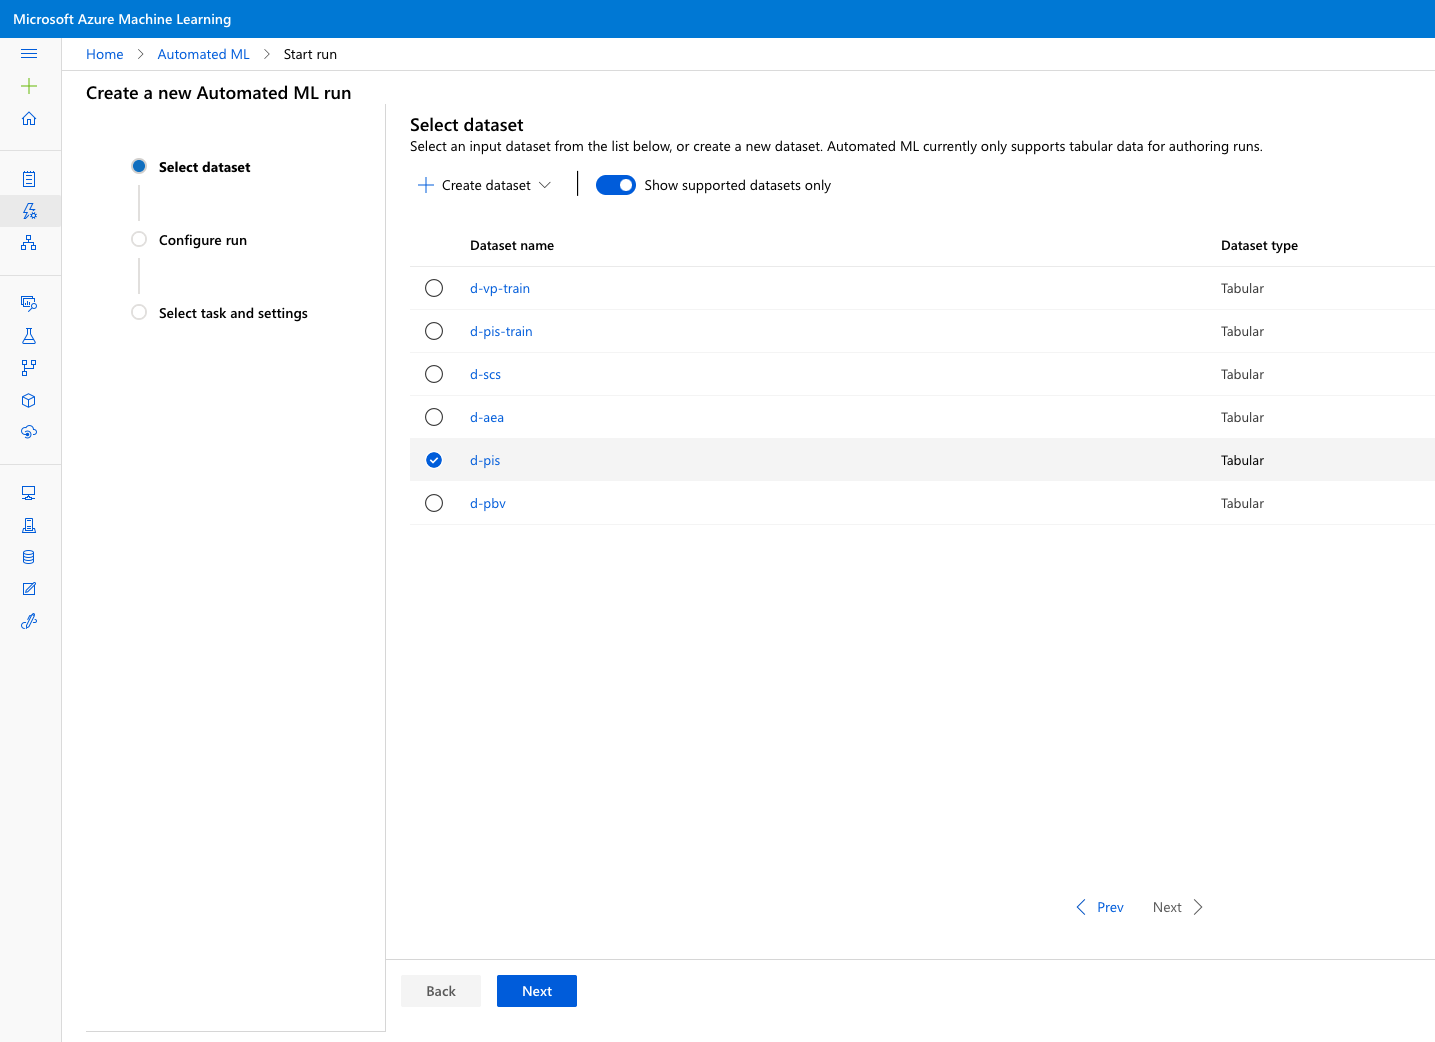 Microsoft Azure Machine Learning
Home > Automated ML > Start run
Create a new Automated ML run
Select dataset
Configure run
Select task and settings
Select dataset
Select an input dataset from the list below, or create a new dataset. Automated ML currently only supports tabular data for authoring runs.
Create dataset
Show supported datasets only
Dataset name Dataset type
d-vp-train Tabular
d-pis-train Tabular
d-scs Tabular
d-aea Tabular
d-pis Tabular
d-pbv Tabular
Prev Next
Back Next